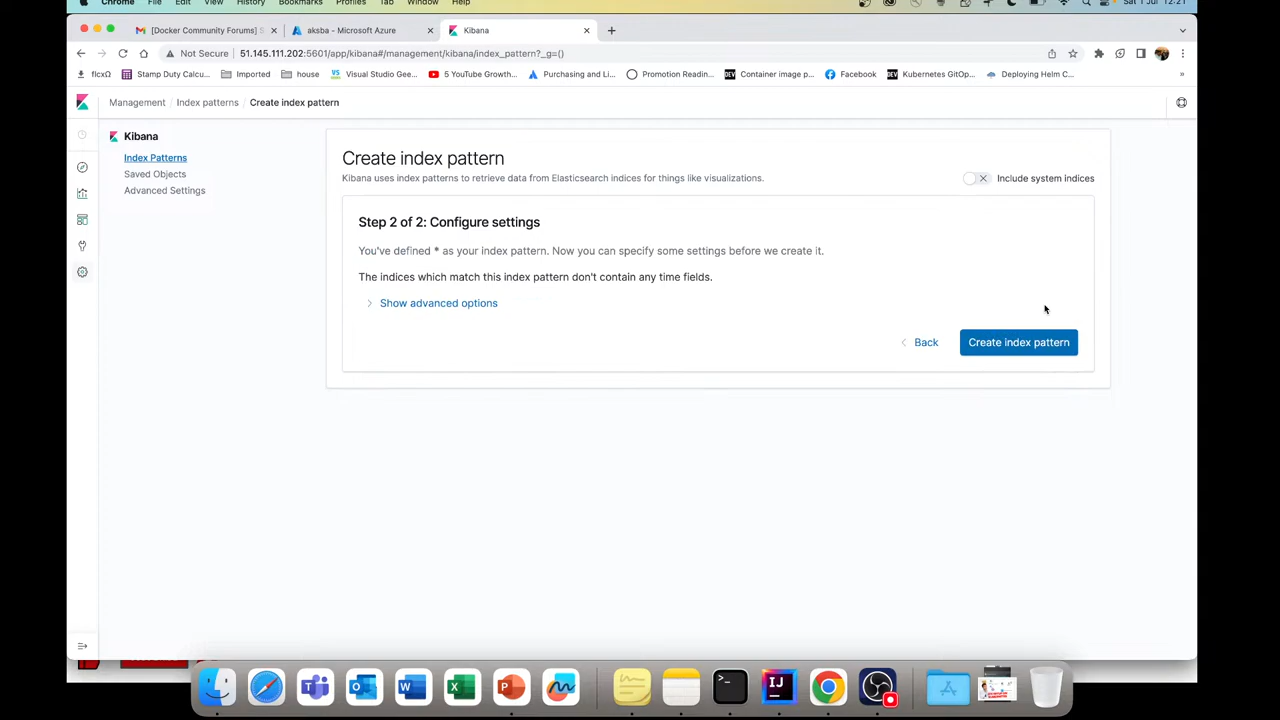 Chrome File Edit View History Bookmarks Profiles Tab Window Help Sat 1 Jul 12:21
[Docker Community Forums] S aksba - Microsoft Azure Kibana
Not Secure 51.145.111.202:5601/app/kibana#/management/kibana/index_pattern?_g=()
flcxΩ Stamp Duty Calcu... Imported house Visual Studio Gee... 5 YouTube Growth... Purchasing and Li... Promotion Readin... Container image p... Facebook Kubernetes GitOp... Deploying Helm C... »
Management / Index patterns / Create index pattern
Kibana
Index Patterns
Saved Objects
Advanced Settings
Create index pattern
Kibana uses index patterns to retrieve data from Elasticsearch indices for things like visualizations.
Include system indices
Step 2 of 2: Configure settings
You've defined * as your index pattern. Now you can specify some settings before we create it.
The indices which match this index pattern don't contain any time fields.
Show advanced options
Back
Create index pattern